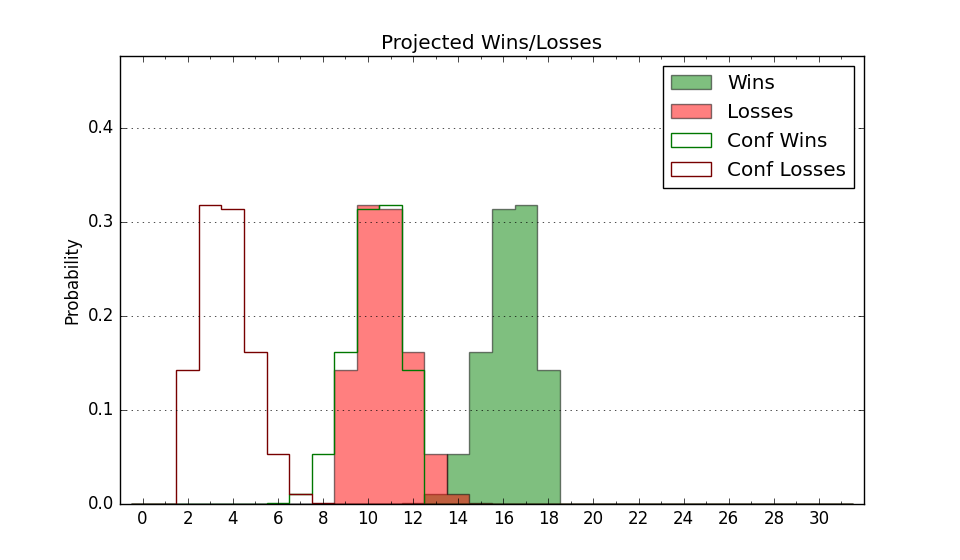 Projected Wins/Losses
Wins
Losses
Conf Wins
Conf Losses
Probability
0.4
0.3
0.2
0.1
0.0
0 2 4 6 8 10 12 14 16 18 20 22 24 26 28 30